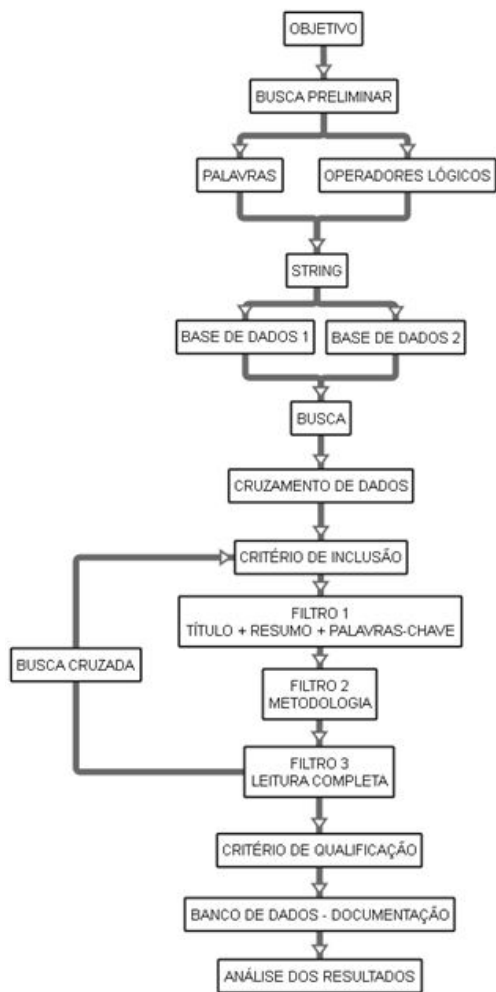 OBJETIVO
BUSCA PRELIMINAR
PALAVRAS
OPERADORES LÓGICOS
STRING
BASE DE DADOS 1
BASE DE DADOS 2
BUSCA
CRUZAMENTO DE DADOS
CRITÉRIO DE INCLUSÃO
FILTRO 1
TÍTULO + RESUMO + PALAVRAS-CHAVE
BUSCA CRUZADA
FILTRO 2
METODOLOGIA
FILTRO 3
LEITURA COMPLETA
CRITÉRIO DE QUALIFICAÇÃO
BANCO DE DADOS - DOCUMENTAÇÃO
ANÁLISE DOS RESULTADOS